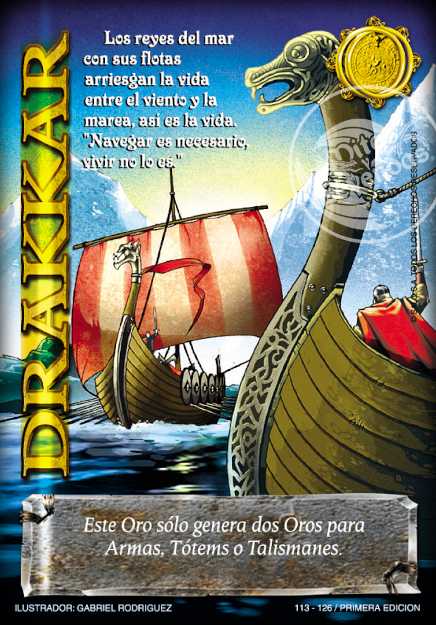 DRAKKAR
Los reyes del mar
con sus flotas
arriesgan la vida
entre el viento y la
marea, así es la vida.
"Navegar es necesario,
vivir no lo es."
Este Oro sólo genera dos Oros para
Armas, Tótems o Talismanes.
ILUSTRADOR: GABRIEL RODRIGUEZ
113 - 126 / PRIMERA EDICION